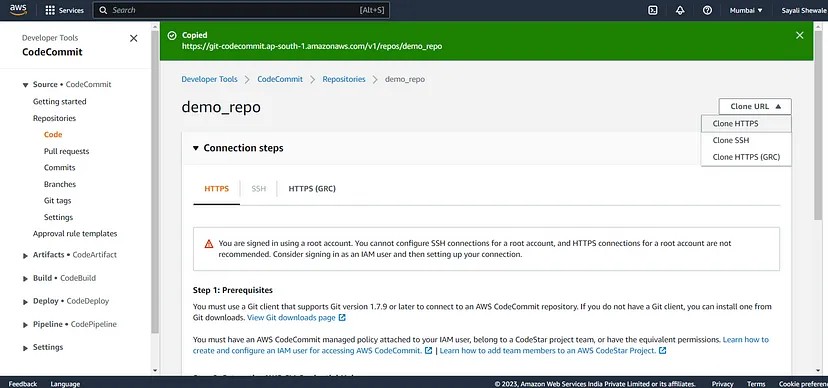 aws Services Search [Alt+S] Mumbai Sayali Shewale
Developer Tools
CodeCommit
Source • CodeCommit
Getting started
Repositories
Code
Pull requests
Commits
Branches
Git tags
Settings
Approval rule templates
Artifacts • CodeArtifact
Build • CodeBuild
Deploy • CodeDeploy
Pipeline • CodePipeline
Settings
Copied
https://git-codecommit.ap-south-1.amazonaws.com/v1/repos/demo_repo
Developer Tools CodeCommit Repositories demo_repo
demo_repo
Clone URL
Clone HTTPS
Clone SSH
Clone HTTPS (GRC)
Connection steps
HTTPS SSH HTTPS (GRC)
You are signed in using a root account. You cannot configure SSH connections for a root account, and HTTPS connections for a root account are not
recommended. Consider signing in as an IAM user and then setting up your connection.
Step 1: Prerequisites
You must use a Git client that supports Git version 1.7.9 or later to connect to an AWS CodeCommit repository. If you do not have a Git client, you can install one from
Git downloads. View Git downloads page
You must have an AWS CodeCommit managed policy attached to your IAM user, belong to a CodeStar project team, or have the equivalent permissions. Learn how to
create and configure an IAM user for accessing AWS CodeCommit. | Learn how to add team members to an AWS CodeStar Project.
Feedback Language © 2023, Amazon Web Services India Private Limited or its affiliates. Privacy Terms Cookie preferen